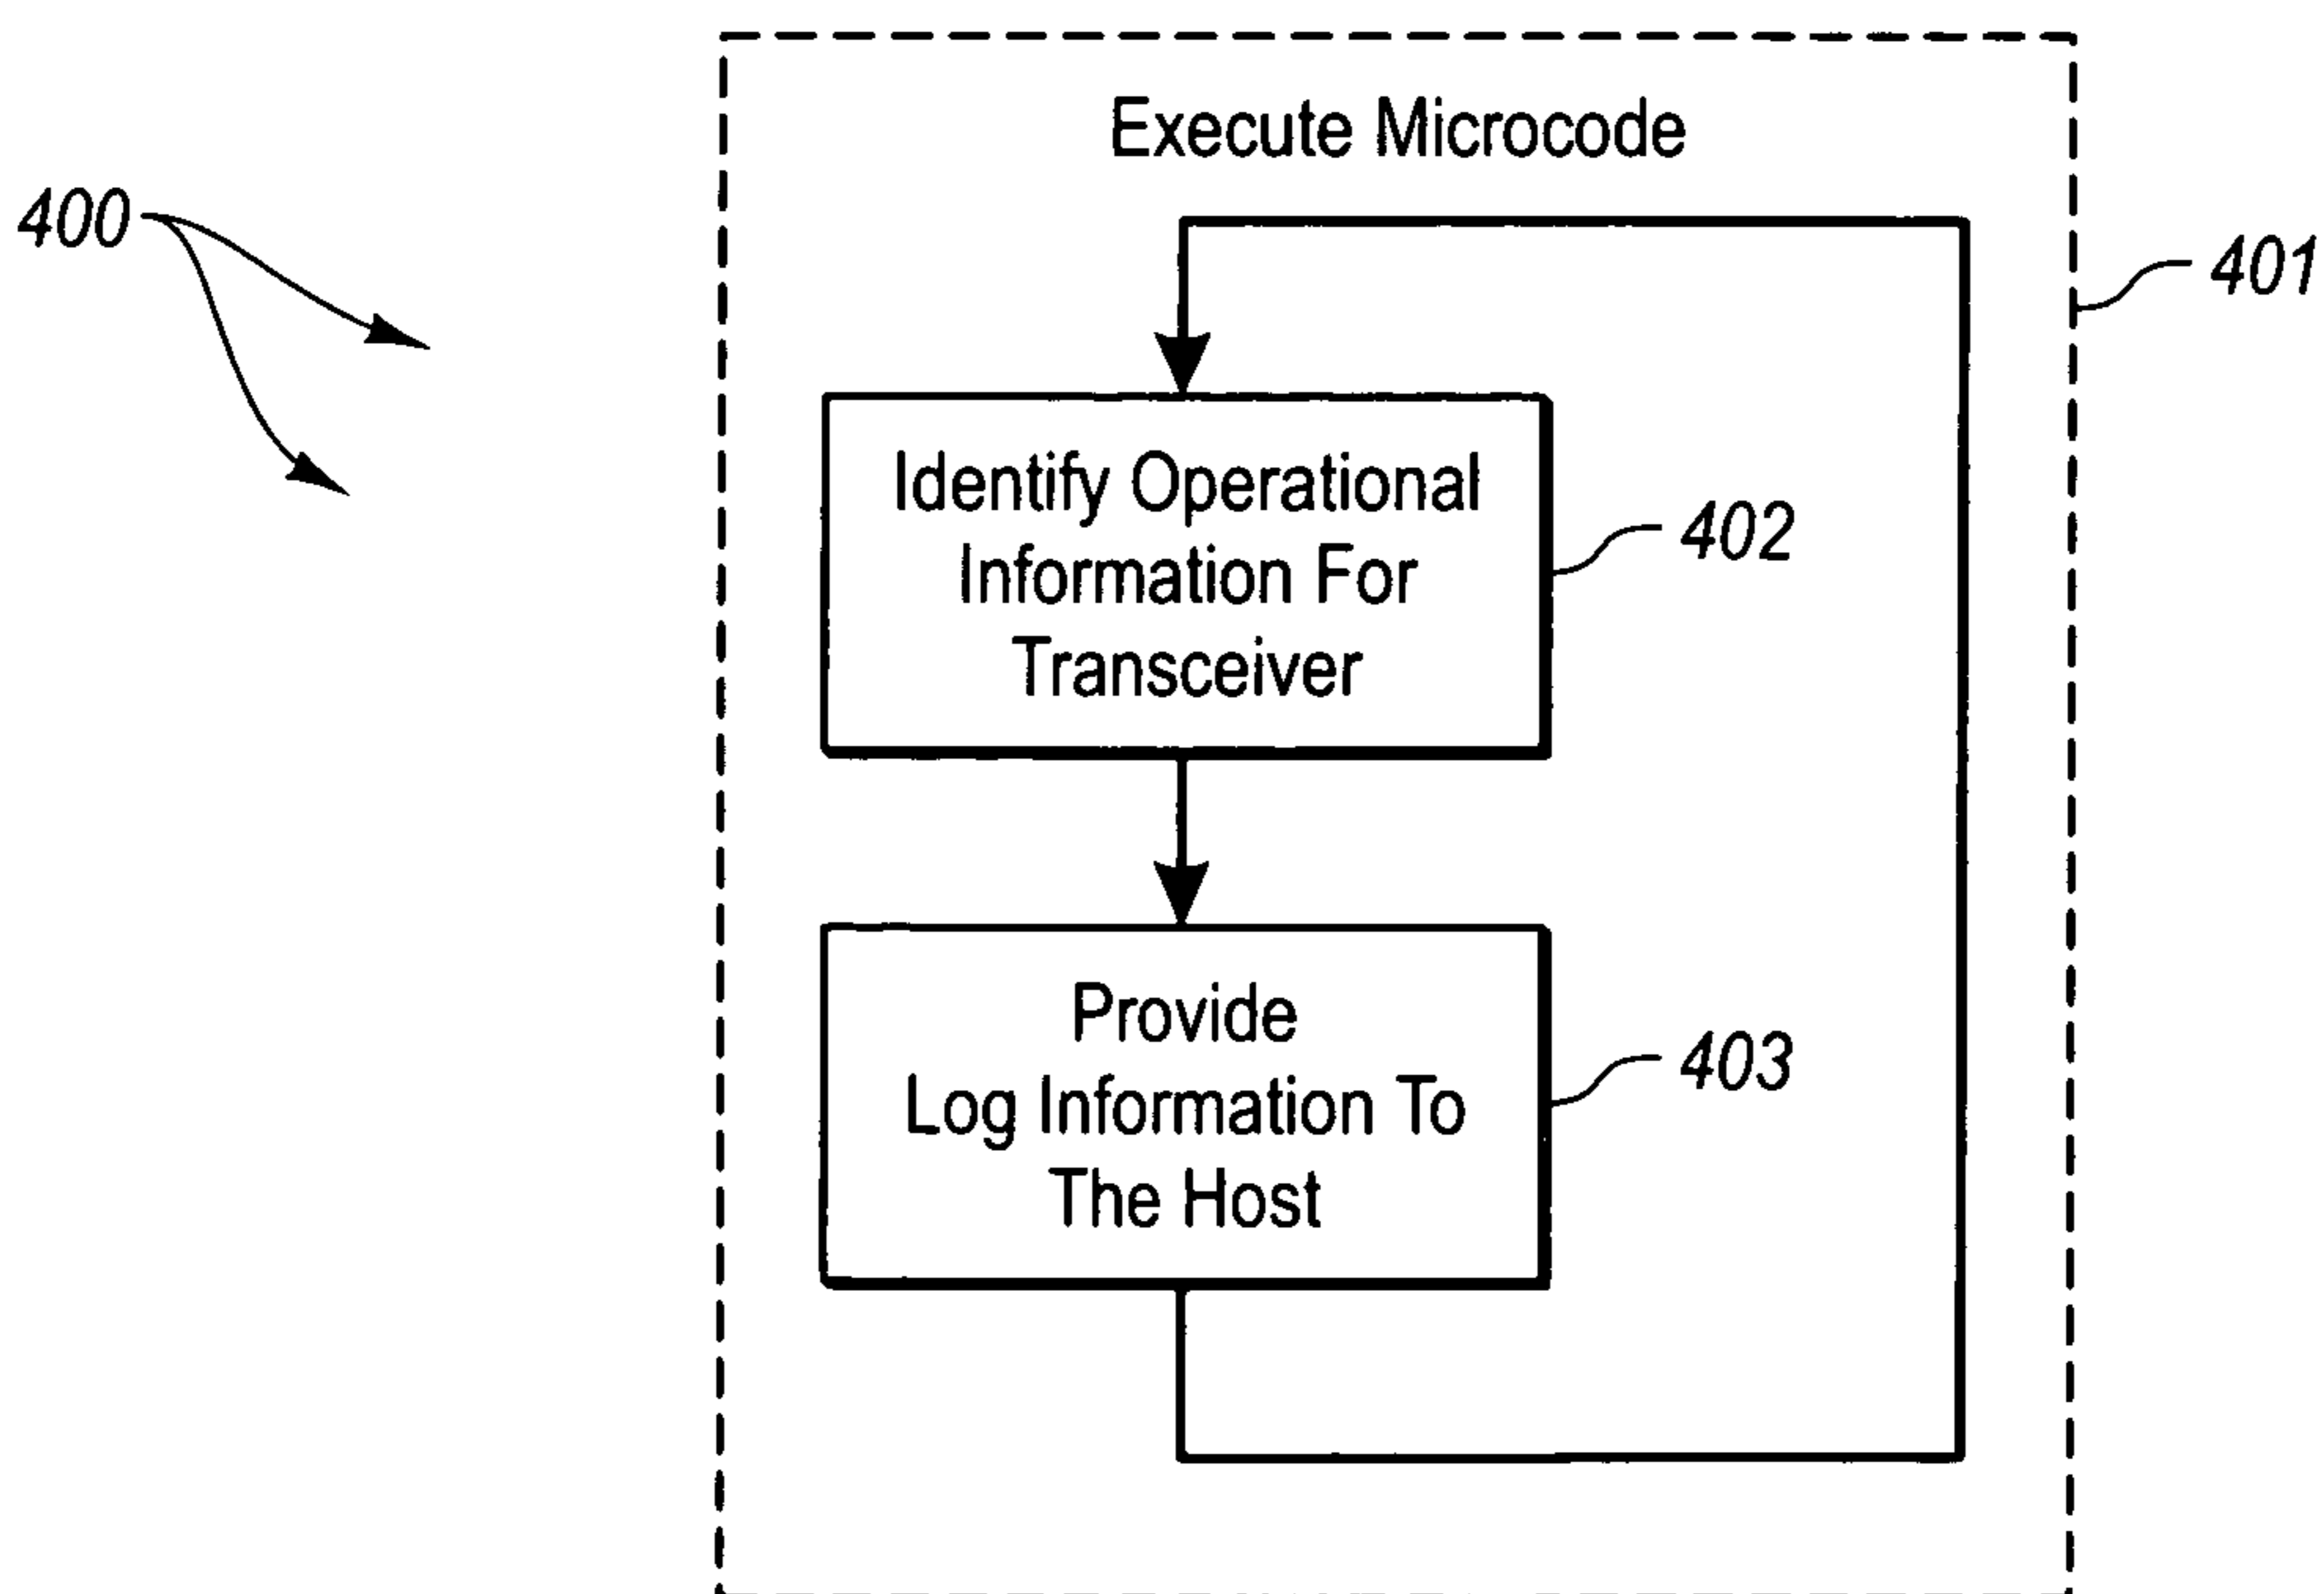 Execute Microcode
400
401
Identify Operational
Information For
Transceiver
402
Provide
Log Information To
The Host
403